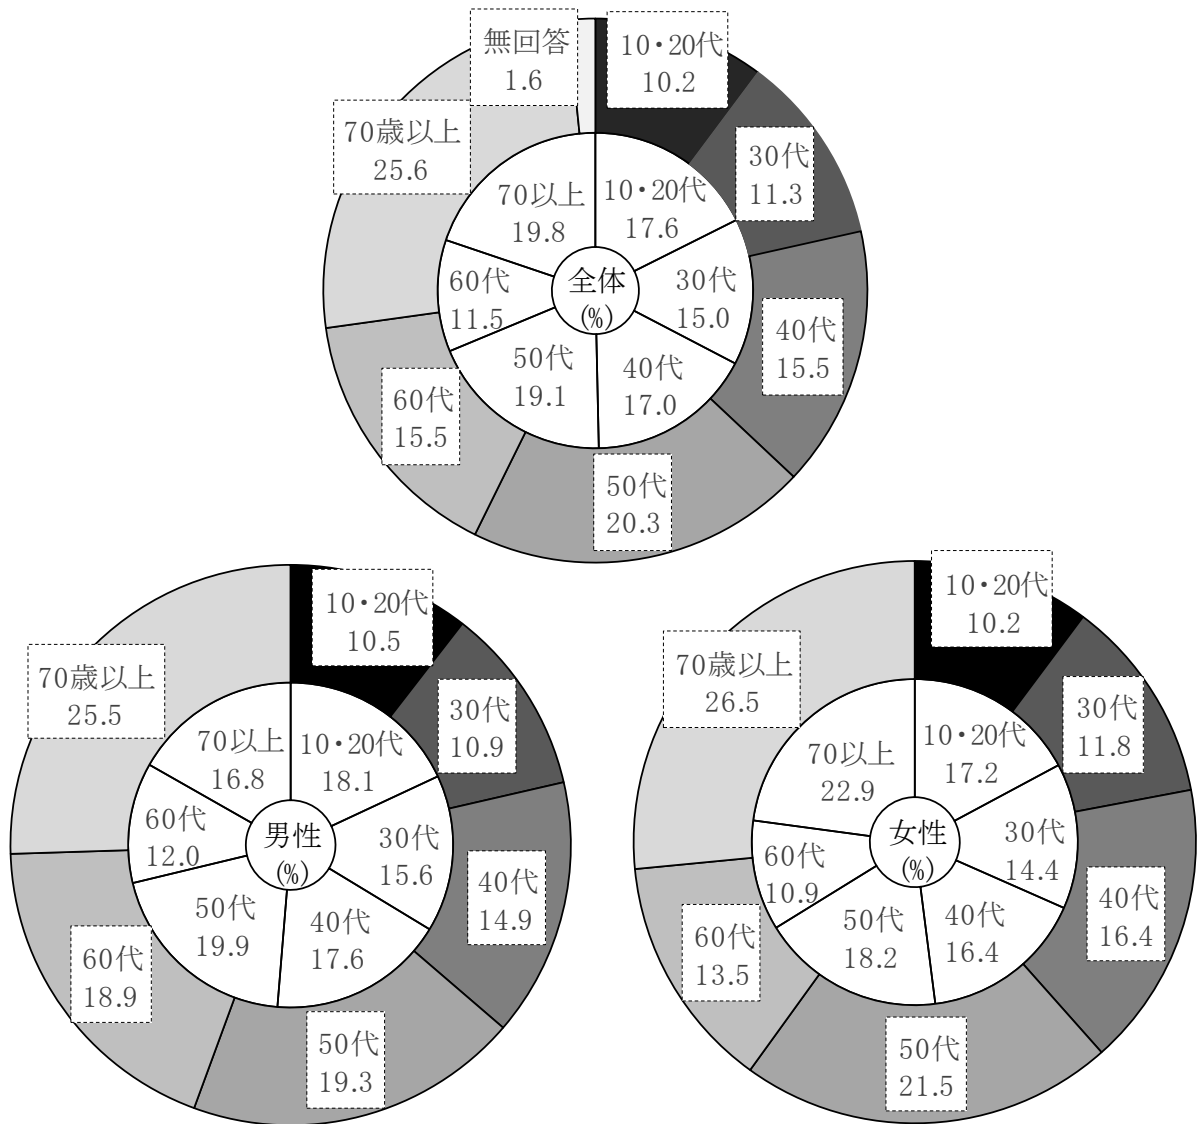 無回答
1.6
10・20代
10.2
30代
11.3
40代
15.5
50代
20.3
60代
15.5
70歳以上
25.6
10・20代
17.6
30代
15.0
40代
17.0
50代
19.1
60代
11.5
70以上
19.8
全体
(%)
10・20代
10.5
30代
10.9
40代
14.9
50代
19.3
60代
18.9
70歳以上
25.5
10・20代
18.1
30代
15.6
40代
17.6
50代
19.9
60代
12.0
70以上
16.8
男性
(%)
10・20代
10.2
30代
11.8
40代
16.4
50代
21.5
60代
13.5
70歳以上
26.5
10・20代
17.2
30代
14.4
40代
16.4
50代
18.2
60代
10.9
70以上
22.9
女性
(%)